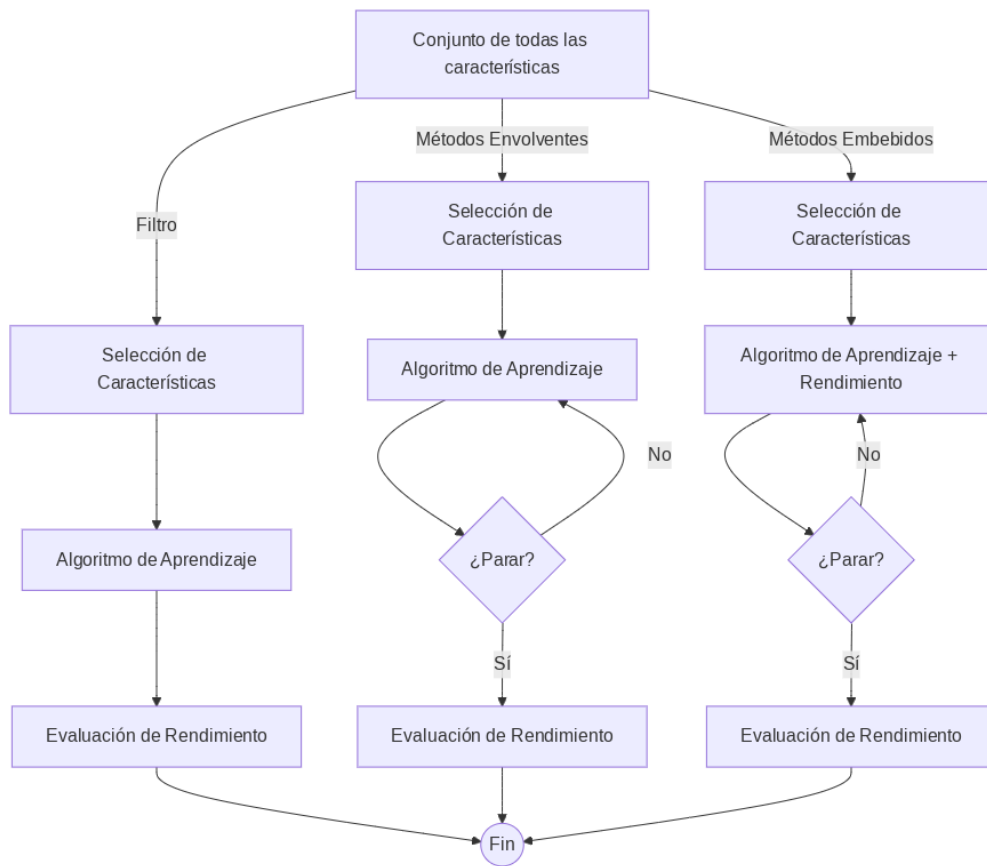 Conjunto de todas las
características
Métodos Envolventes
Métodos Embebidos
Filtro
Selección de
Características
Selección de
Características
Selección de
Características
Algoritmo de Aprendizaje
Algoritmo de Aprendizaje +
Rendimiento
No
No
Algoritmo de Aprendizaje
¿Parar?
¿Parar?
Sí
Sí
Evaluación de Rendimiento
Evaluación de Rendimiento
Evaluación de Rendimiento
Fin